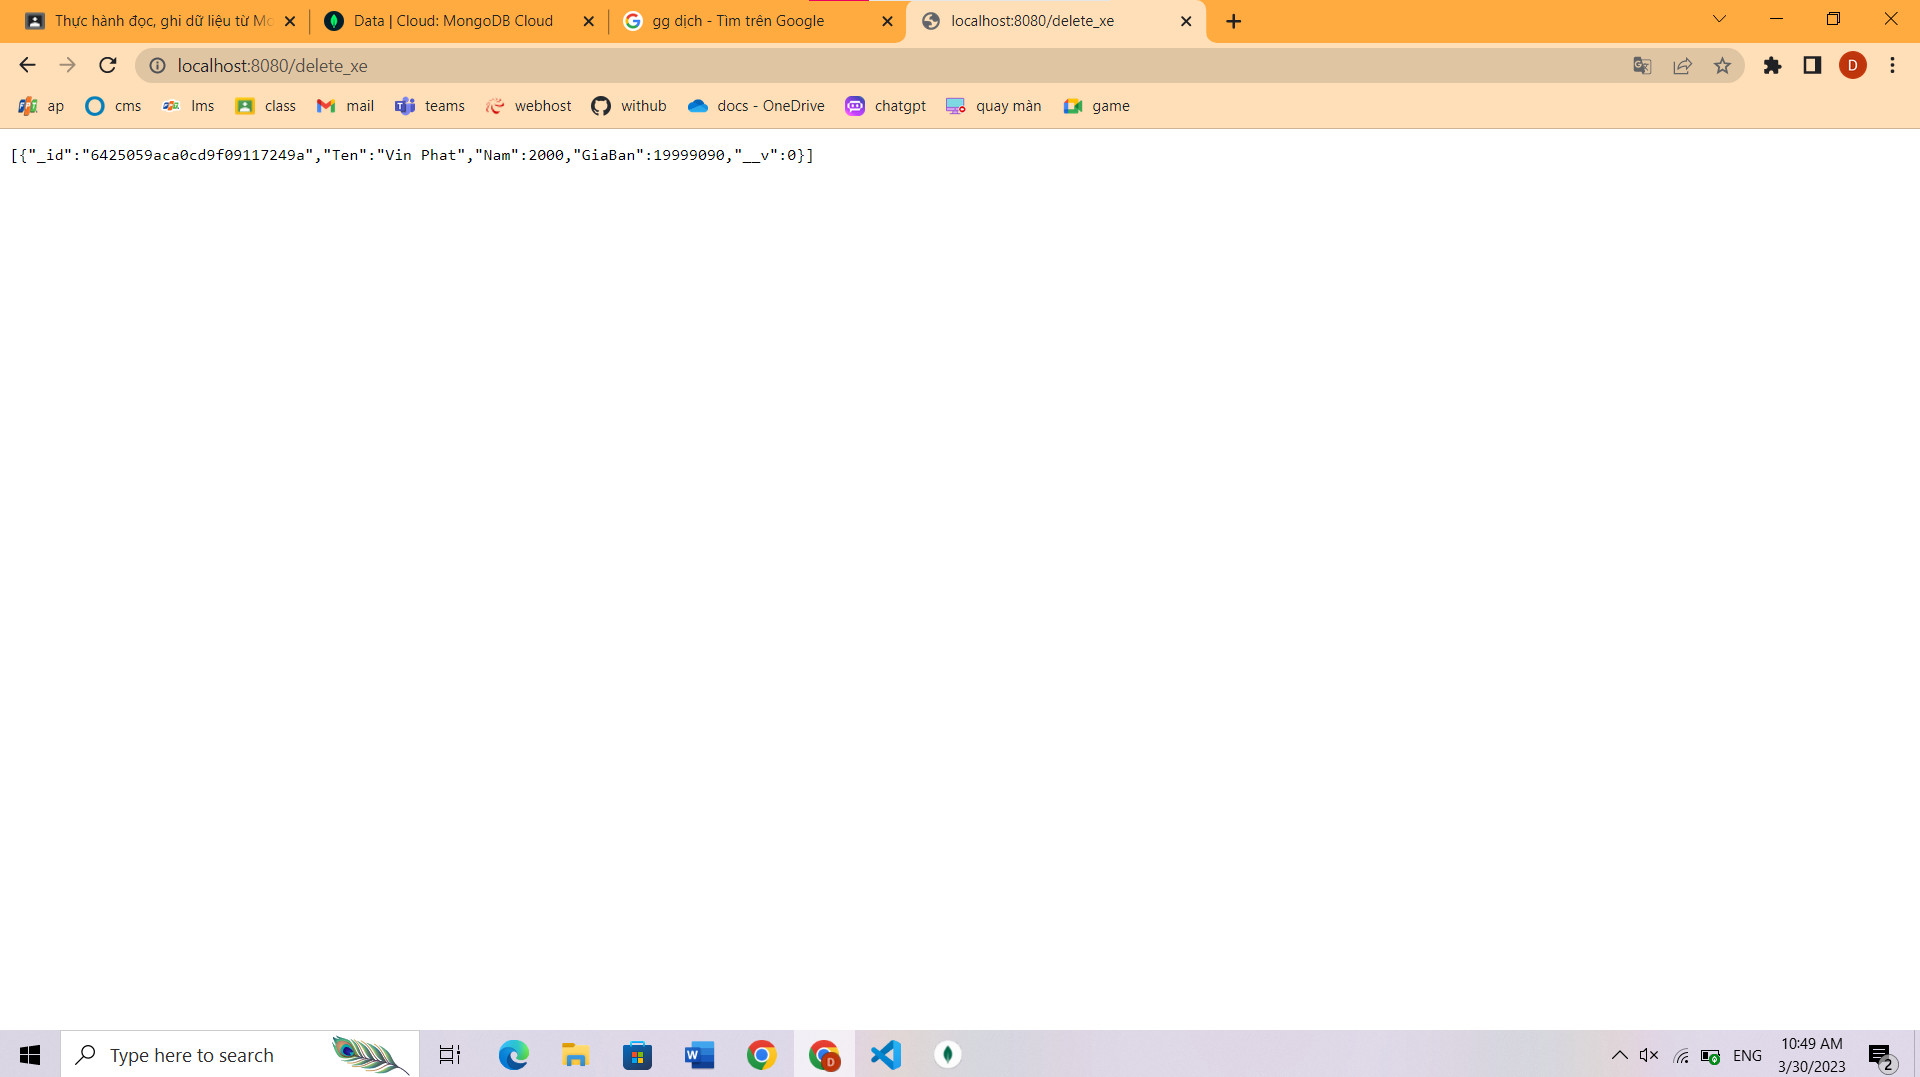 Thực hành đọc, ghi dữ liệu từ Mo
Data | Cloud: MongoDB Cloud
gg dịch - Tìm trên Google
localhost:8080/delete_xe
localhost:8080/delete_xe
D
ap
cms
lms
class
mail
teams
webhost
withub
docs - OneDrive
chatgpt
quay màn
game
[{"_id":"6425059aca0cd9f09117249a","Ten":"Vin Phat","Nam":2000,"GiaBan":19999090,"__v":0}]
Type here to search
ENG
10:49 AM
3/30/2023
2